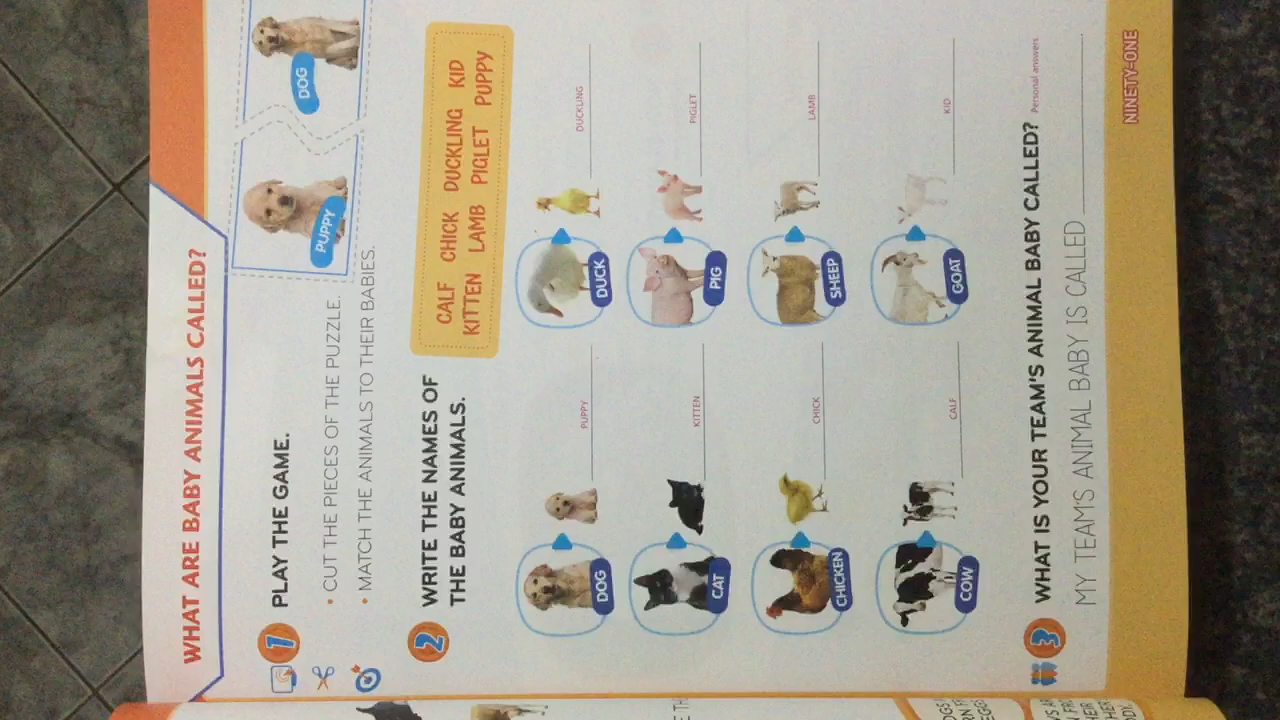 WHAT ARE BABY ANIMALS CALLED?
1 PLAY THE GAME.
• CUT THE PIECES OF THE PUZZLE.
• MATCH THE ANIMALS TO THEIR BABIES.
PUPPY
DOG
2 WRITE THE NAMES OF
THE BABY ANIMALS.
CALF CHICK DUCKLING KID
KITTEN LAMB PIGLET PUPPY
DOG PUPPY
DUCK DUCKLING
CAT KITTEN
PIG PIGLET
CHICKEN CHICK
SHEEP LAMB
COW CALF
GOAT KID
3 WHAT IS YOUR TEAM'S ANIMAL BABY CALLED? Personal answers
MY TEAM'S ANIMAL BABY IS CALLED
NINETY-ONE